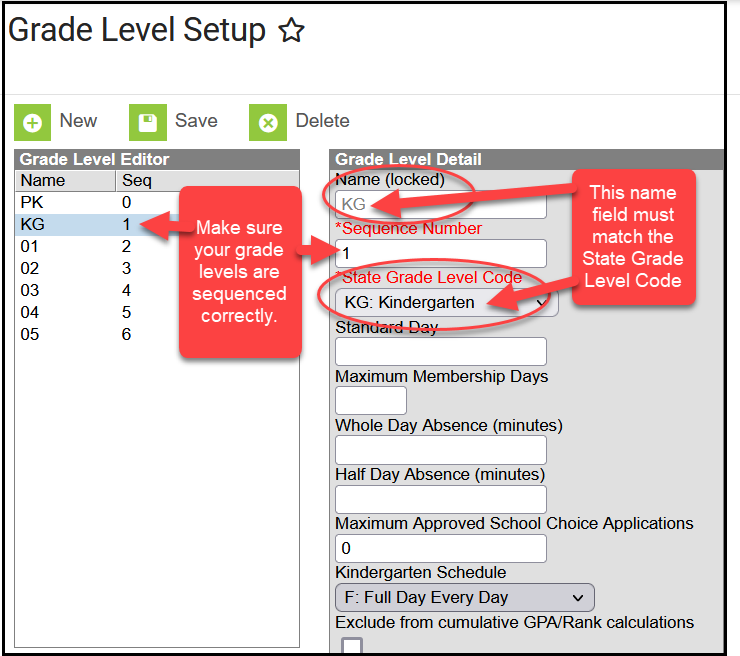 Grade Level Setup
New Save Delete
Grade Level Editor
Name Seq
PK 0
KG 1
01 2
02 3
03 4
04 5
05 6
Make sure
your grade
levels are
sequenced
correctly.
Grade Level Detail
Name (locked)
KG
*Sequence Number
1
*State Grade Level Code
KG: Kindergarten
Standard Day
Maximum Membership Days
Whole Day Absence (minutes)
Half Day Absence (minutes)
Maximum Approved School Choice Applications
0
Kindergarten Schedule
F: Full Day Every Day
Exclude from cumulative GPA/Rank calculations
This name
field must
match the
State Grade
Level Code